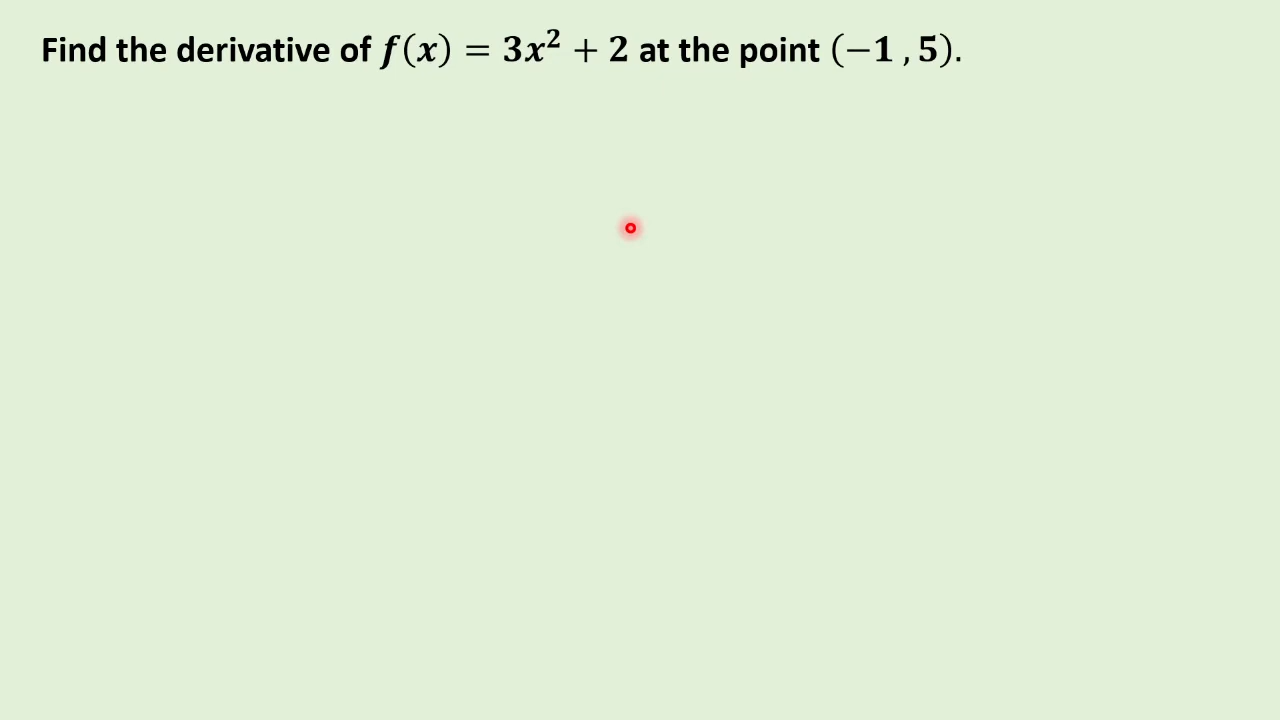 Find the derivative of f(x) = 3x² + 2 at the point (−1 , 5).